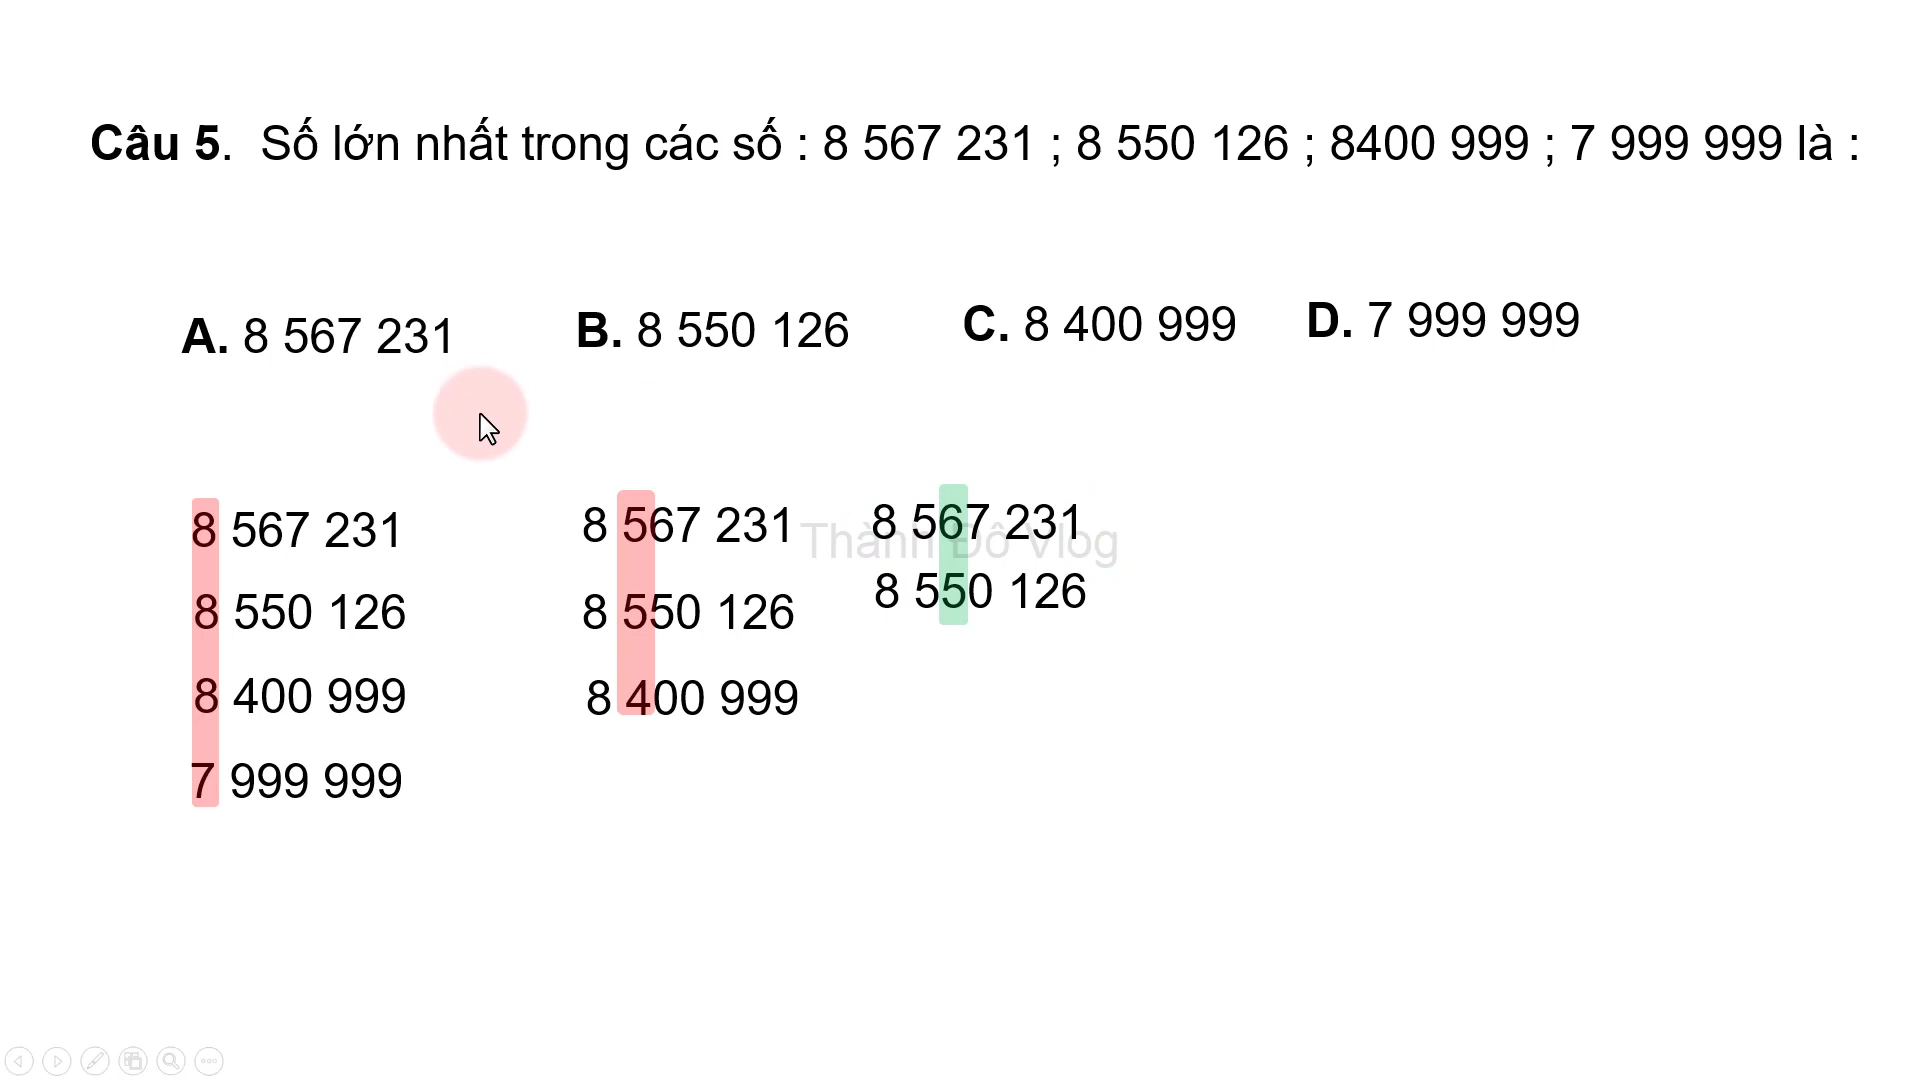 Câu 5. Số lớn nhất trong các số : 8 567 231 ; 8 550 126 ; 8400 999 ; 7 999 999 là :
A. 8 567 231 B. 8 550 126 C. 8 400 999 D. 7 999 999
8 567 231 8 567 231 8 567 231
Thành Đô Vlog
8 550 126 8 550 126 8 550 126
8 400 999 8 400 999
7 999 999